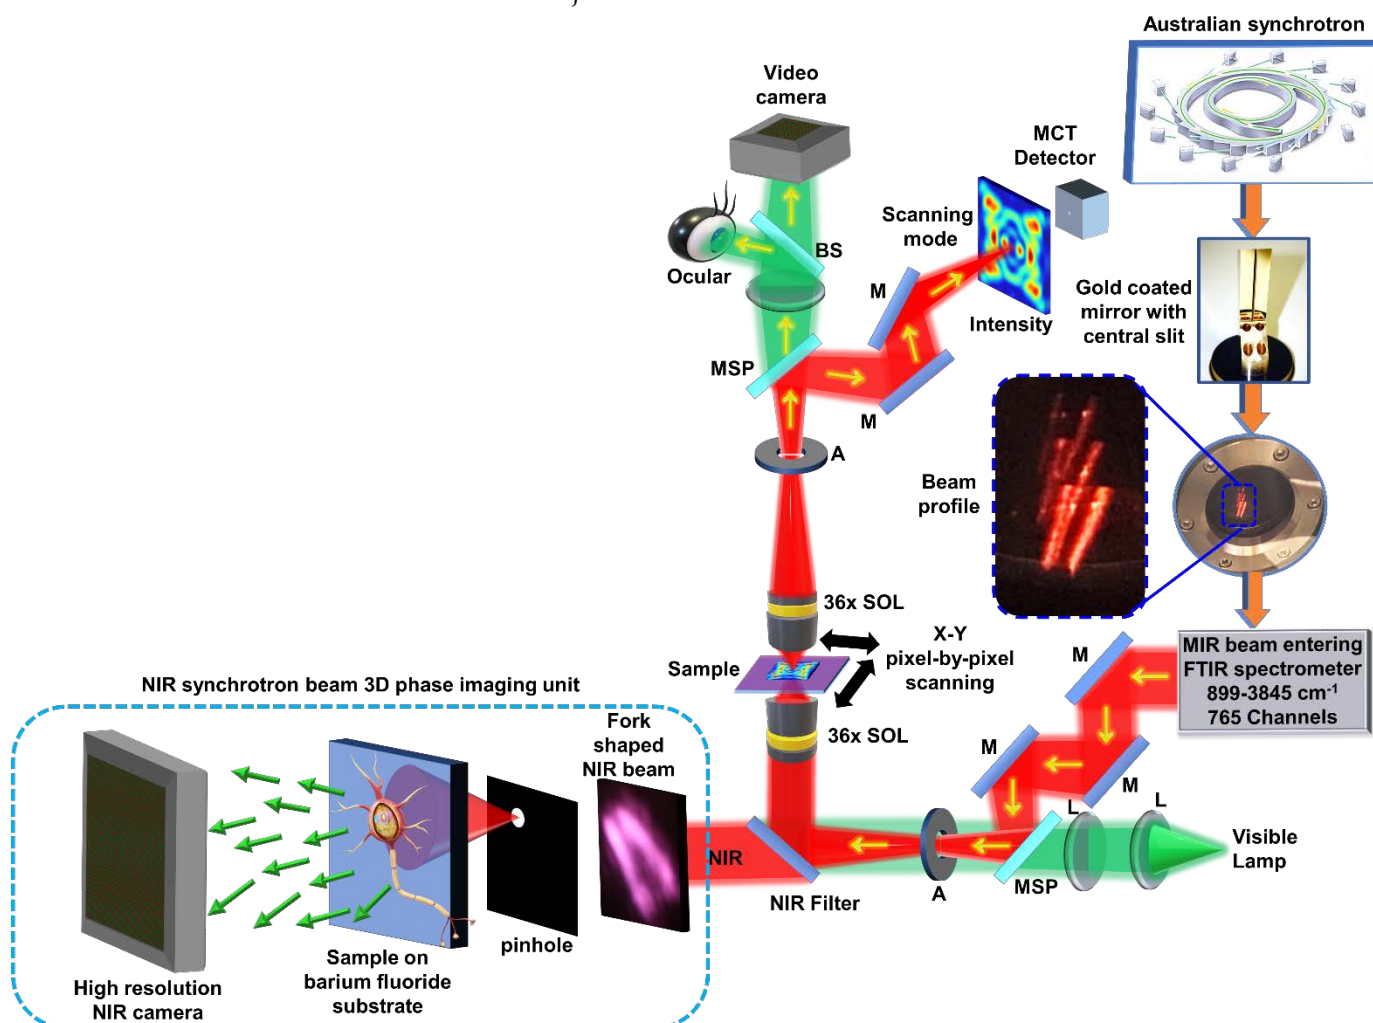 Australian synchrotron
Video
camera
MCT
Detector
Scanning
mode
BS
Ocular
M
Intensity
Gold coated
mirror with
central slit
MSP
M
A
Beam
profile
36x SOL
X-Y
pixel-by-pixel
scanning
Sample
M
MIR beam entering
FTIR spectrometer
899-3845 cm⁻¹
765 Channels
NIR synchrotron beam 3D phase imaging unit
Fork
shaped
NIR beam
36x SOL
M
M
L
L
Visible
Lamp
NIR
NIR Filter
A
MSP
pinhole
Sample on
barium fluoride
substrate
High resolution
NIR camera